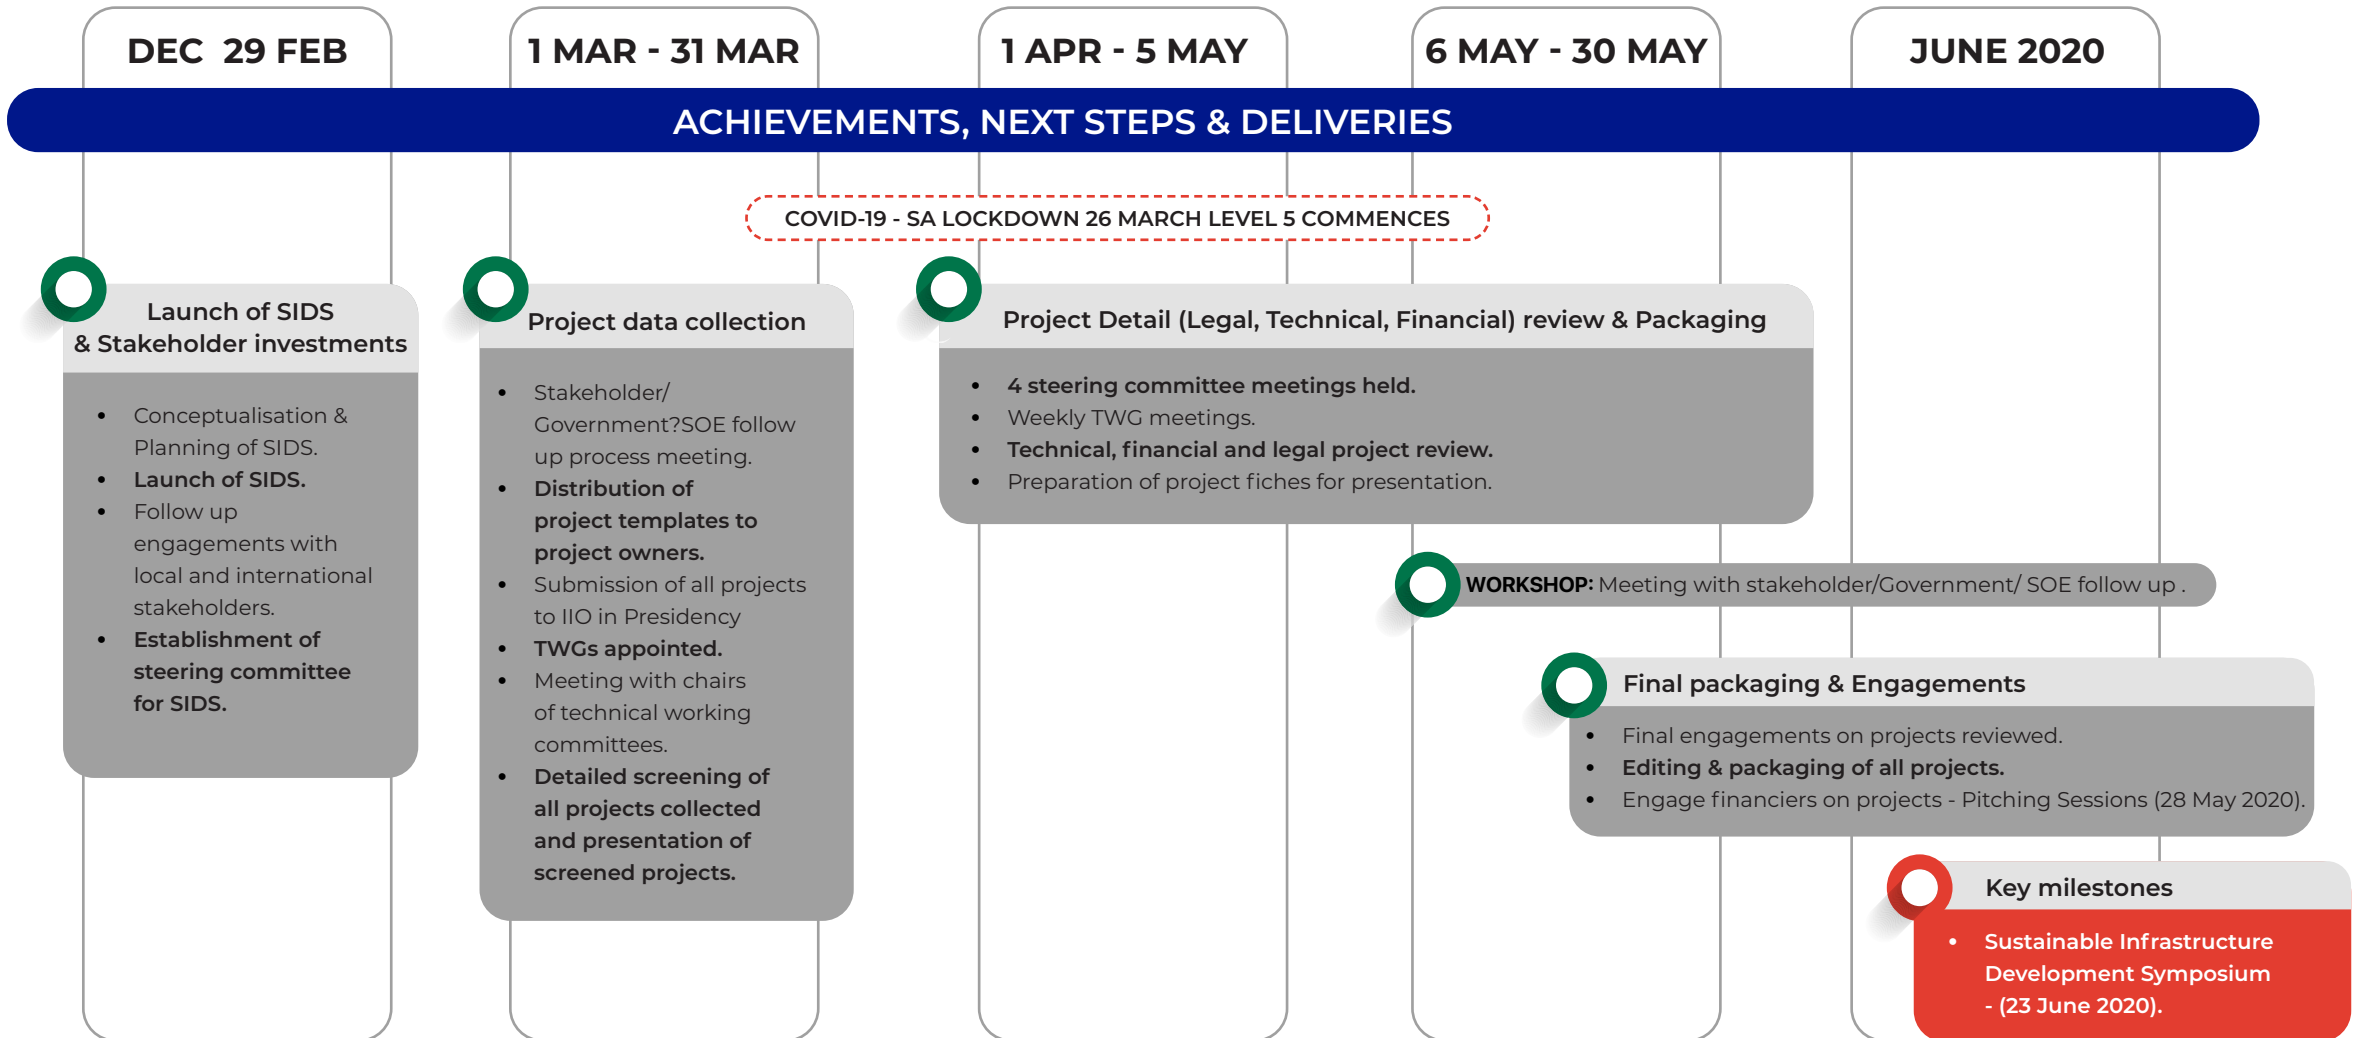 DEC  29 FEB
1 MAR - 31 MAR
1 APR - 5 MAY
6 MAY - 30 MAY
JUNE 2020
ACHIEVEMENTS, NEXT STEPS & DELIVERIES
COVID-19 - SA LOCKDOWN 26 MARCH LEVEL 5 COMMENCES
Launch of SIDS
& Stakeholder investments
• Conceptualisation &
Planning of SIDS.
• Launch of SIDS.
• Follow up
engagements with
local and international
stakeholders.
• Establishment of
steering committee
for SIDS.
Project data collection
• Stakeholder/
Government?SOE follow
up process meeting.
• Distribution of
project templates to
project owners.
• Submission of all projects
to IIO in Presidency
• TWGs appointed.
• Meeting with chairs
of technical working
committees.
• Detailed screening of
all projects collected
and presentation of
screened projects.
Project Detail (Legal, Technical, Financial) review & Packaging
• 4 steering committee meetings held.
• Weekly TWG meetings.
• Technical, financial and legal project review.
• Preparation of project fiches for presentation.
WORKSHOP: Meeting with stakeholder/Government/ SOE follow up .
Final packaging & Engagements
• Final engagements on projects reviewed.
• Editing & packaging of all projects.
• Engage financiers on projects - Pitching Sessions (28 May 2020).
Key milestones
• Sustainable Infrastructure
Development Symposium
- (23 June 2020).